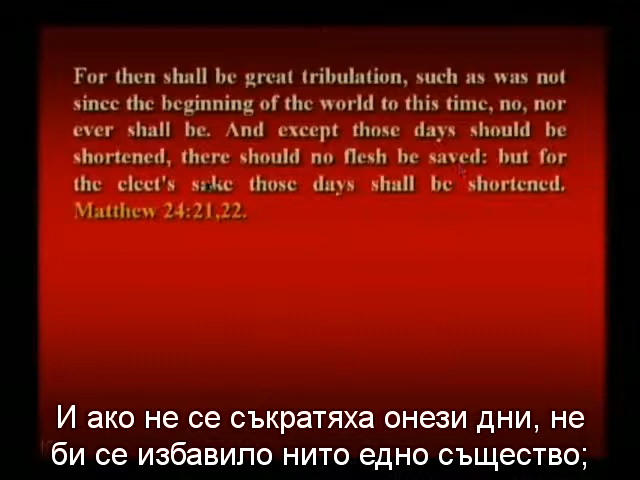 For then shall be great tribulation, such as was not
since the beginning of the world to this time, no, nor
ever shall be. And except those days should be
shortened, there should no flesh be saved: but for
the elect's sake those days shall be shortened.
Matthew 24:21,22.
И ако не се съкратяха онези дни, не
би се избавило нито едно същество;